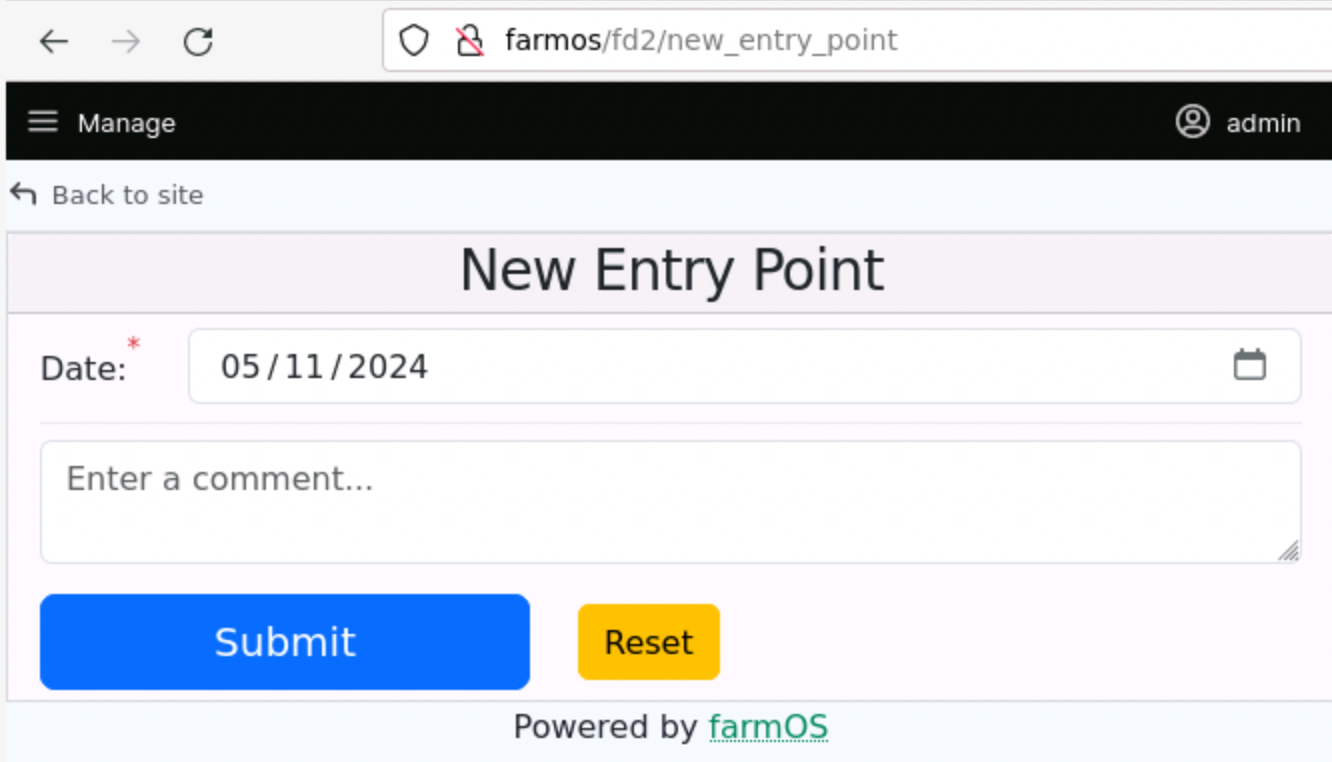 farmos/fd2/new_entry_point
Manage
admin
Back to site
New Entry Point
Date:*
05/11/2024
Enter a comment...
Submit
Reset
Powered by farmOS